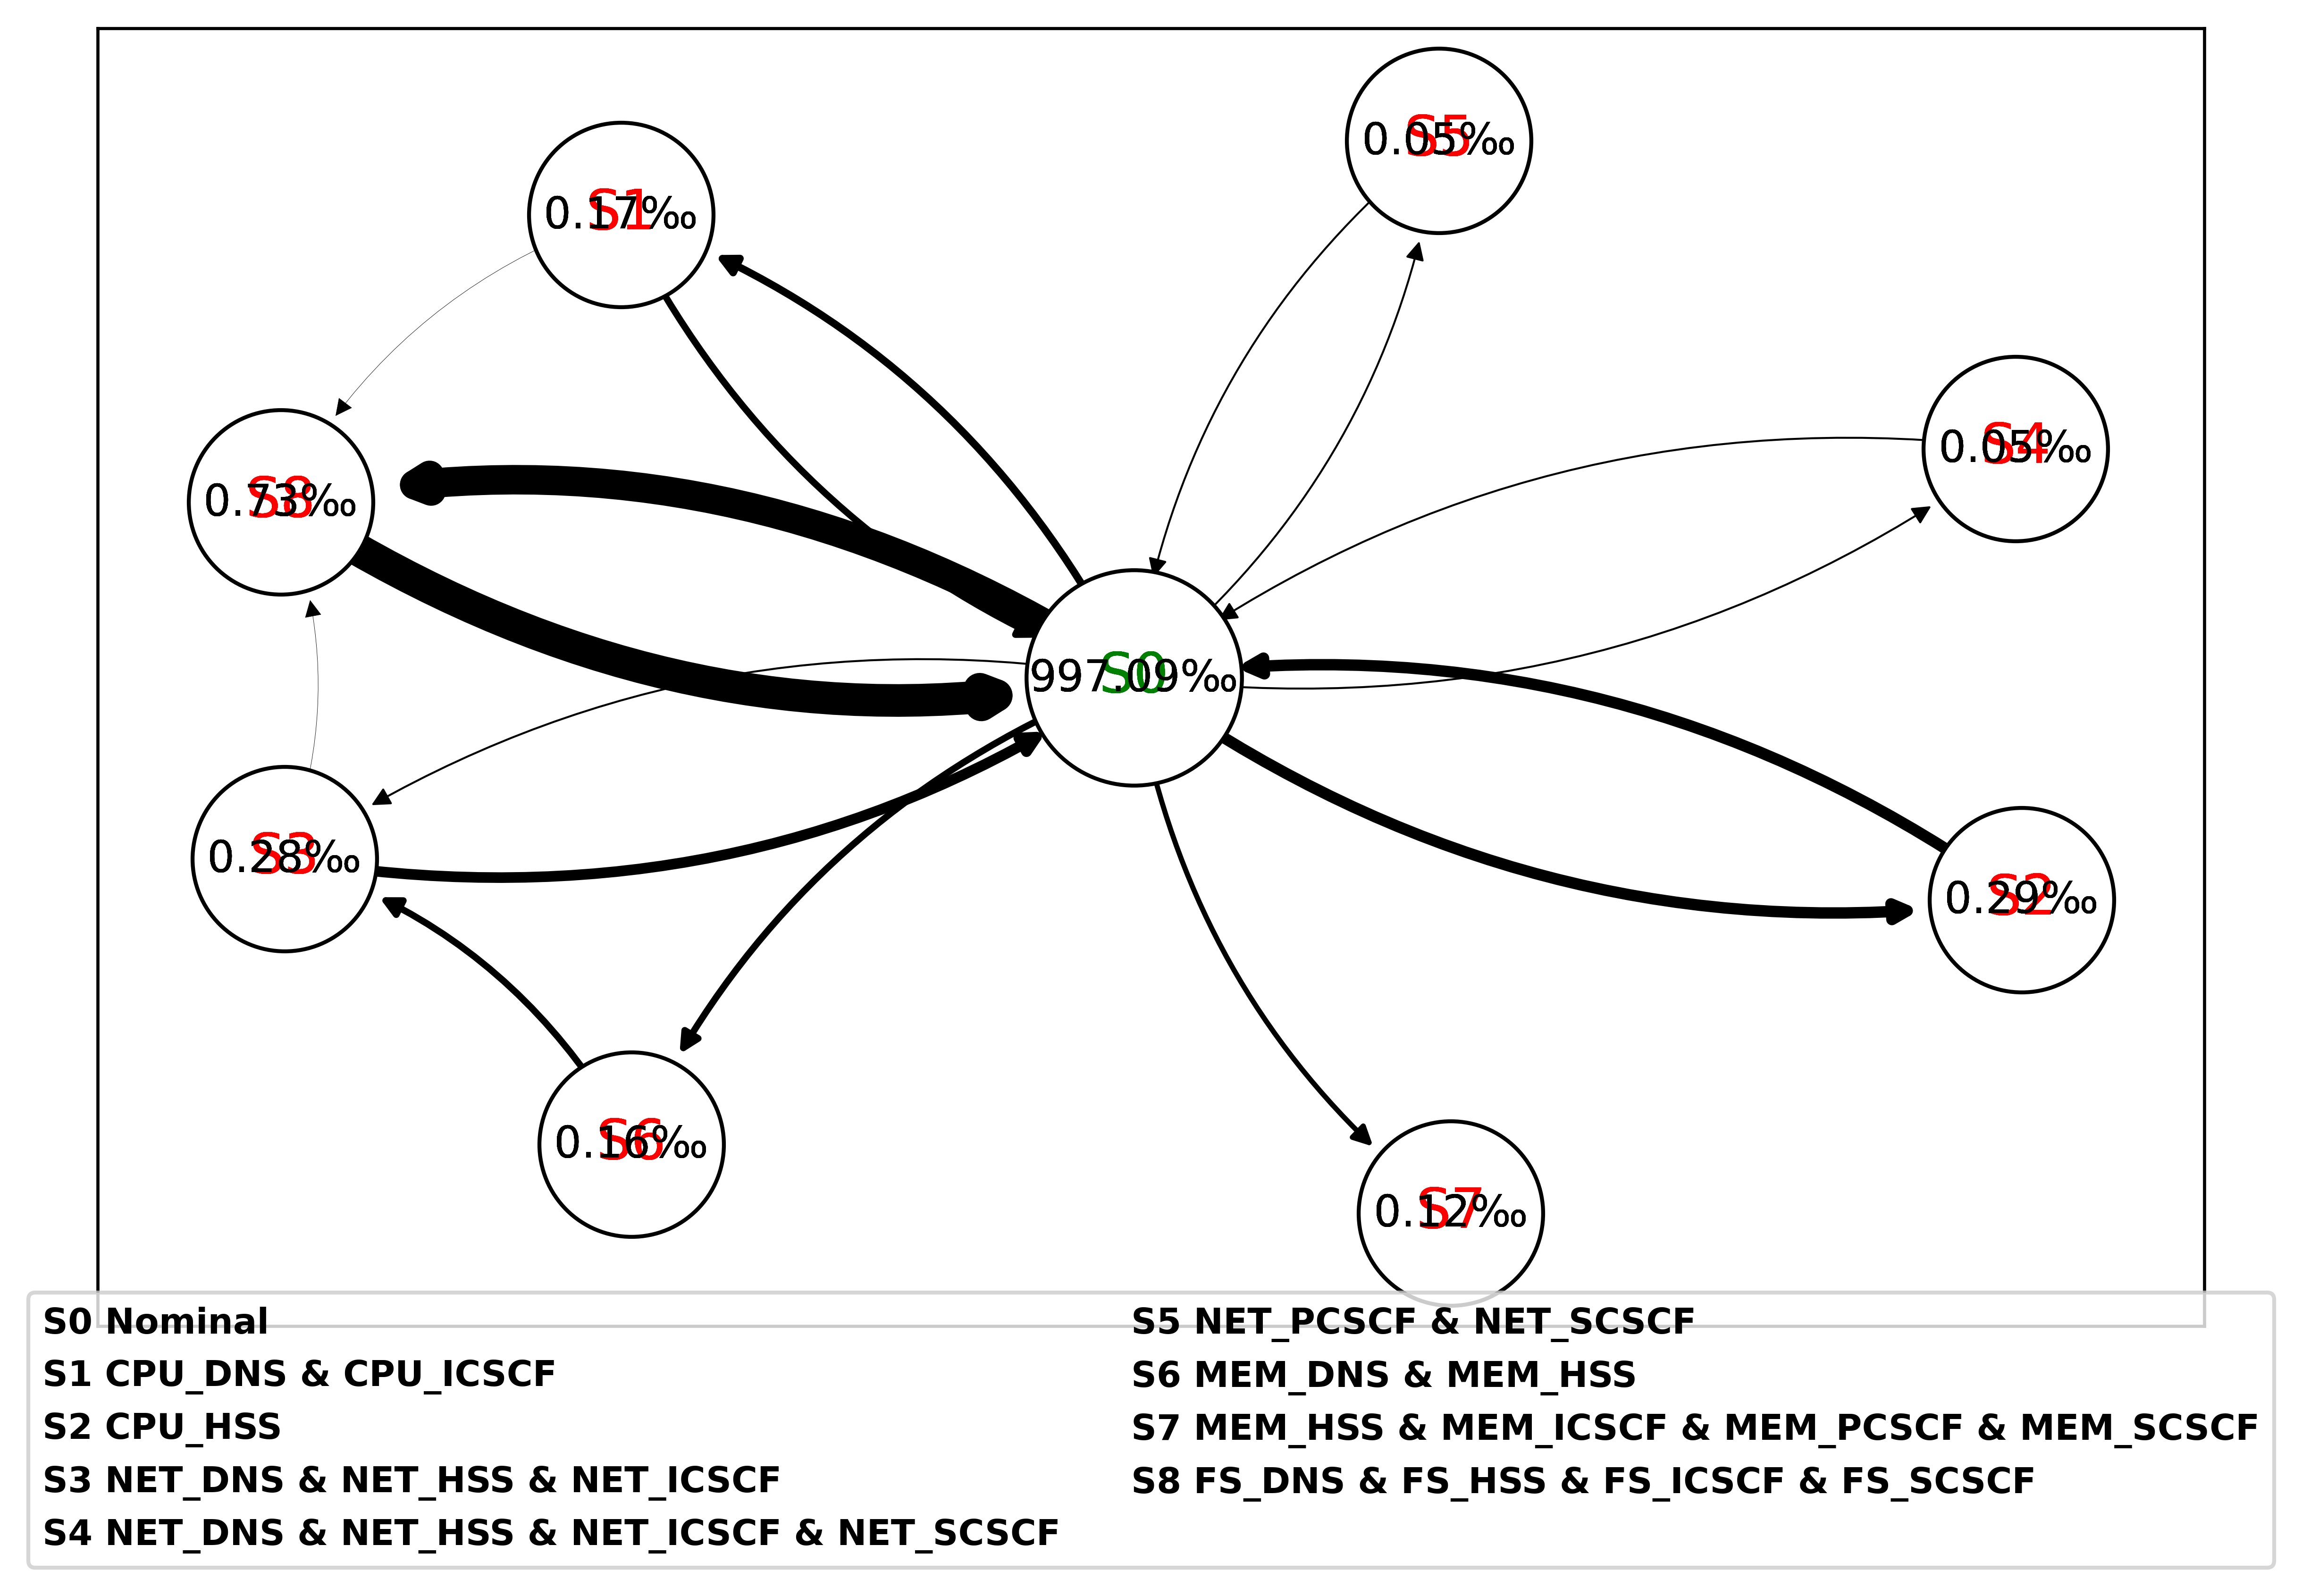 S5
0.05‰
S1
0.17‰
S4
0.05‰
S8
0.73‰
S0
997.09‰
S3
0.28‰
S2
0.29‰
S6
0.16‰
S7
0.12‰
S0 Nominal
S1 CPU_DNS & CPU_ICSCF
S2 CPU_HSS
S3 NET_DNS & NET_HSS & NET_ICSCF
S4 NET_DNS & NET_HSS & NET_ICSCF & NET_SCSCF
S5 NET_PCSCF & NET_SCSCF
S6 MEM_DNS & MEM_HSS
S7 MEM_HSS & MEM_ICSCF & MEM_PCSCF & MEM_SCSCF
S8 FS_DNS & FS_HSS & FS_ICSCF & FS_SCSCF